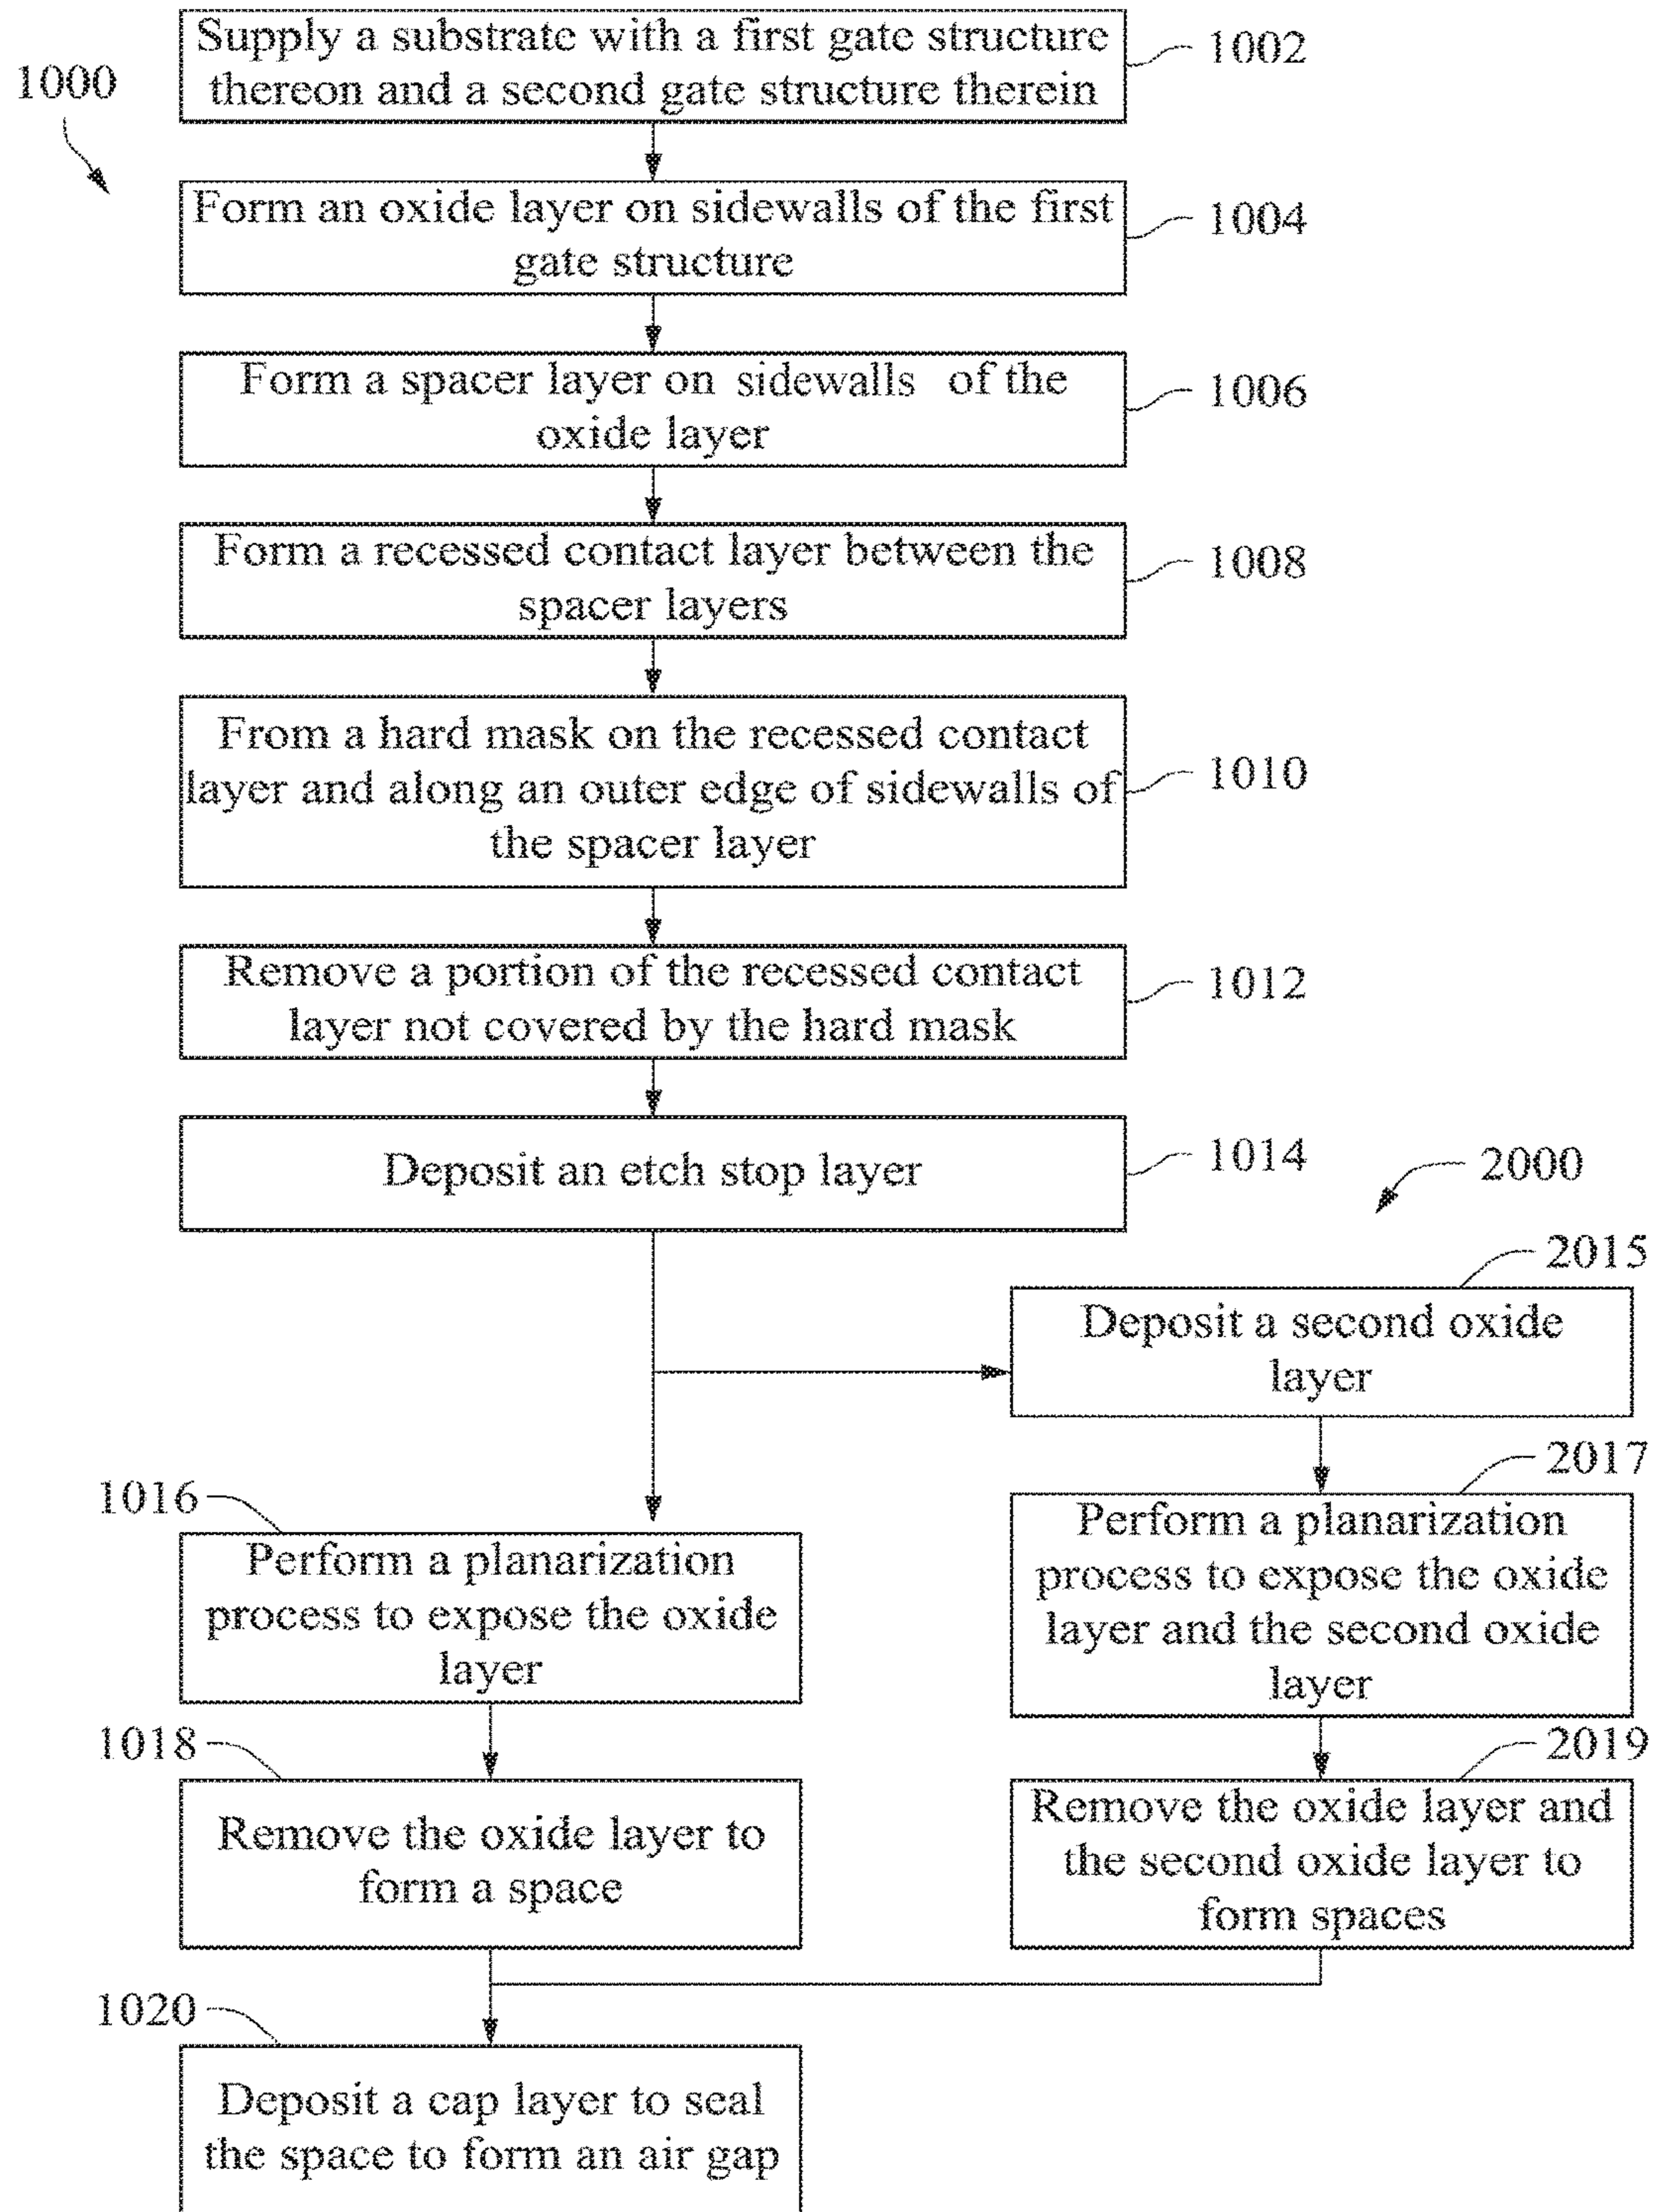 Supply a substrate with a first gate structure
thereon and a second gate structure therein
1002
1000
Form an oxide layer on sidewalls of the first
gate structure
1004
Form a spacer layer on sidewalls of the
oxide layer
1006
Form a recessed contact layer between the
spacer layers
1008
From a hard mask on the recessed contact
layer and along an outer edge of sidewalls of
the spacer layer
1010
Remove a portion of the recessed contact
layer not covered by the hard mask
1012
Deposit an etch stop layer
1014
2000
2015
Deposit a second oxide
layer
1016
Perform a planarization
process to expose the oxide
layer
2017
Perform a planarization
process to expose the oxide
layer and the second oxide
layer
1018
Remove the oxide layer to
form a space
2019
Remove the oxide layer and
the second oxide layer to
form spaces
1020
Deposit a cap layer to seal
the space to form an air gap